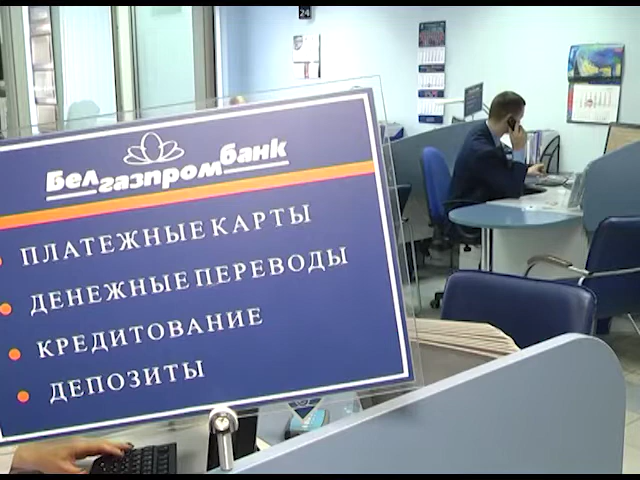 24
Белгазпромбанк
ПЛАТЕЖНЫЕ КАРТЫ
ДЕНЕЖНЫЕ ПЕРЕВОДЫ
КРЕДИТОВАНИЕ
ДЕПОЗИТЫ